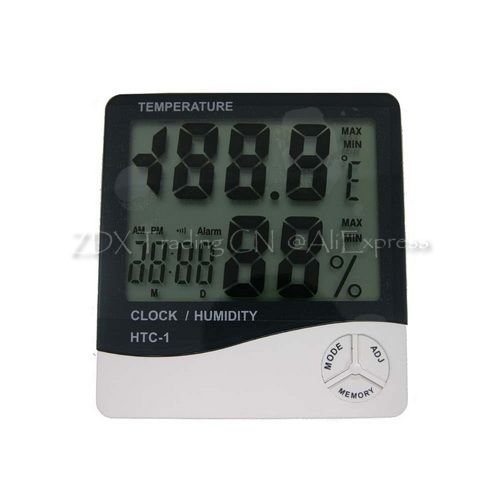 TEMPERATURE
-188.8 °E MAX MIN
AM PM Alarm
ZDX Trading CN @AliExpress
18:88 88 % MAX MIN
M D
CLOCK / HUMIDITY
HTC-1
MODE ADJ
MEMORY